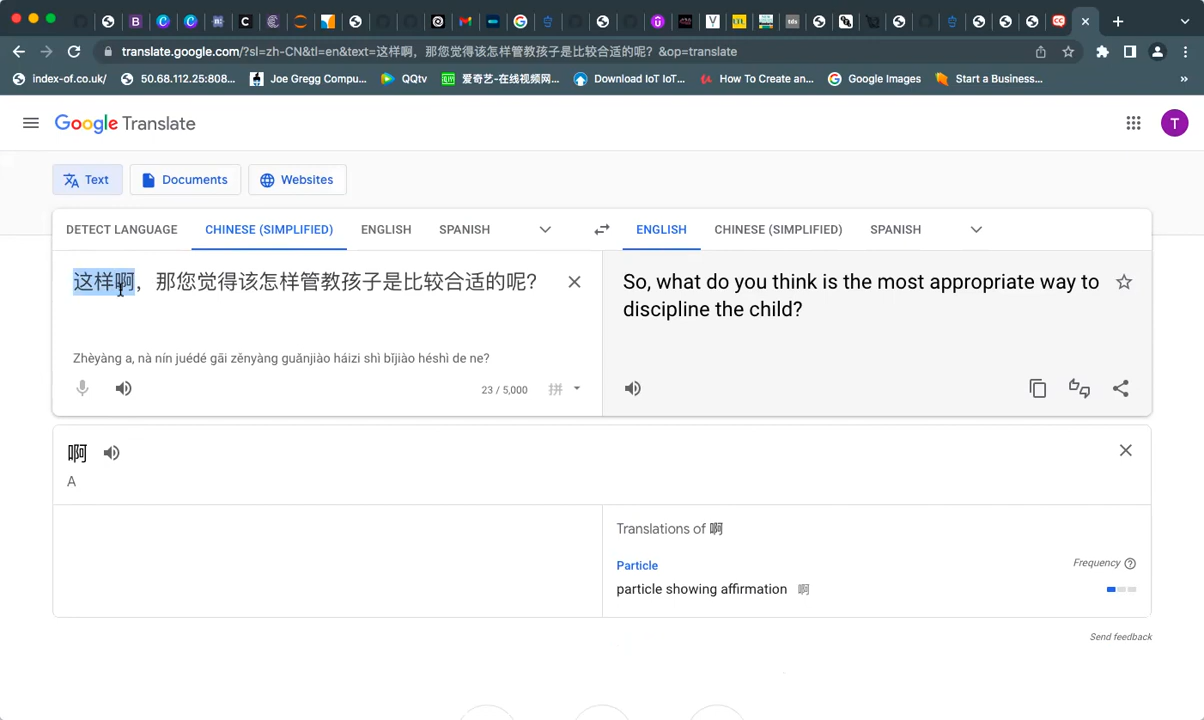 translate.google.com/?sl=zh-CN&tl=en&text=这样啊，那您觉得该怎样管教孩子是比较合适的呢？&op=translate
index-of.co.uk/
50.68.112.25:808...
Joe Gregg Compu...
QQtv
爱奇艺-在线视频网...
Download IoT IoT...
How To Create an...
Google Images
Start a Business...
»
Google Translate
T
Text
Documents
Websites
DETECT LANGUAGE
CHINESE (SIMPLIFIED)
ENGLISH
SPANISH
ENGLISH
CHINESE (SIMPLIFIED)
SPANISH
这样啊，那您觉得该怎样管教孩子是比较合适的呢？
Zhèyàng a, nà nín juédé gāi zěnyàng guǎnjiào háizi shì bǐjiào héshì de ne?
23 / 5,000
拼
So, what do you think is the most appropriate way to
discipline the child?
啊
A
Translations of 啊
Particle
Frequency
particle showing affirmation 啊
Send feedback